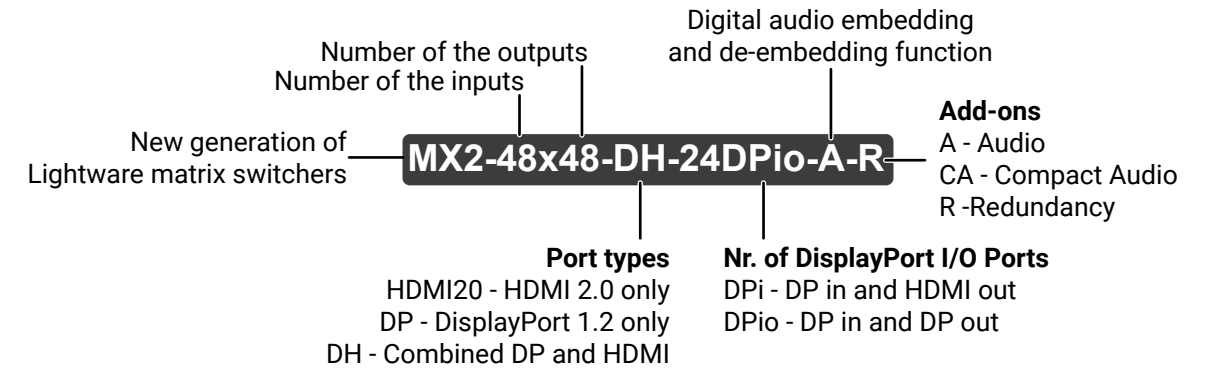 Digital audio embedding
and de-embedding function
Number of the outputs
Number of the inputs
New generation of
Lightware matrix switchers
MX2-48x48-DH-24DPio-A-R
Add-ons
A - Audio
CA - Compact Audio
R -Redundancy
Port types
HDMI20 - HDMI 2.0 only
DP - DisplayPort 1.2 only
DH - Combined DP and HDMI
Nr. of DisplayPort I/O Ports
DPi - DP in and HDMI out
DPio - DP in and DP out